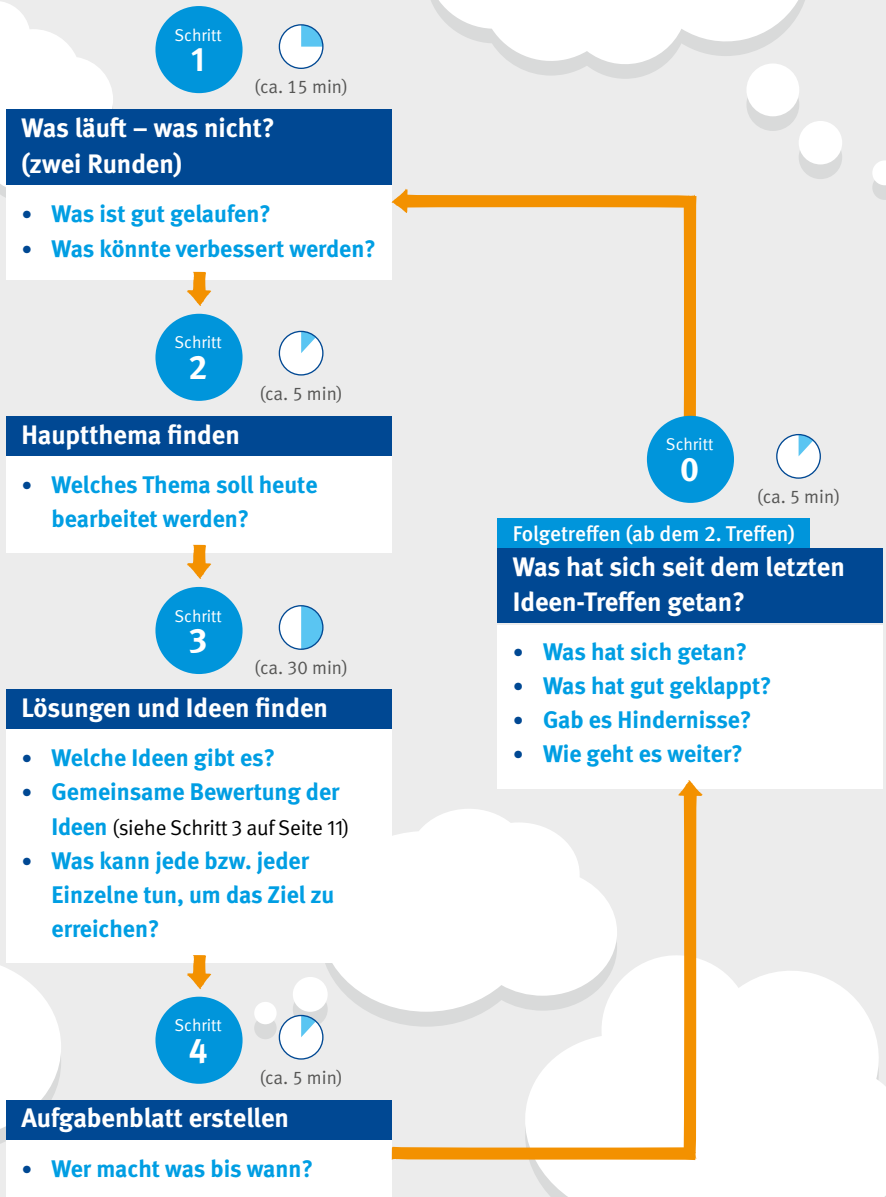 Schritt
1
(ca. 15 min)
Was läuft – was nicht?
(zwei Runden)
• Was ist gut gelaufen?
• Was könnte verbessert werden?
Schritt
2
(ca. 5 min)
Hauptthema finden
• Welches Thema soll heute
bearbeitet werden?
Schritt
3
(ca. 30 min)
Lösungen und Ideen finden
• Welche Ideen gibt es?
• Gemeinsame Bewertung der
Ideen (siehe Schritt 3 auf Seite 11)
• Was kann jede bzw. jeder
Einzelne tun, um das Ziel zu
erreichen?
Schritt
4
(ca. 5 min)
Aufgabenblatt erstellen
• Wer macht was bis wann?
Schritt
0
(ca. 5 min)
Folgetreffen (ab dem 2. Treffen)
Was hat sich seit dem letzten
Ideen-Treffen getan?
• Was hat sich getan?
• Was hat gut geklappt?
• Gab es Hindernisse?
• Wie geht es weiter?